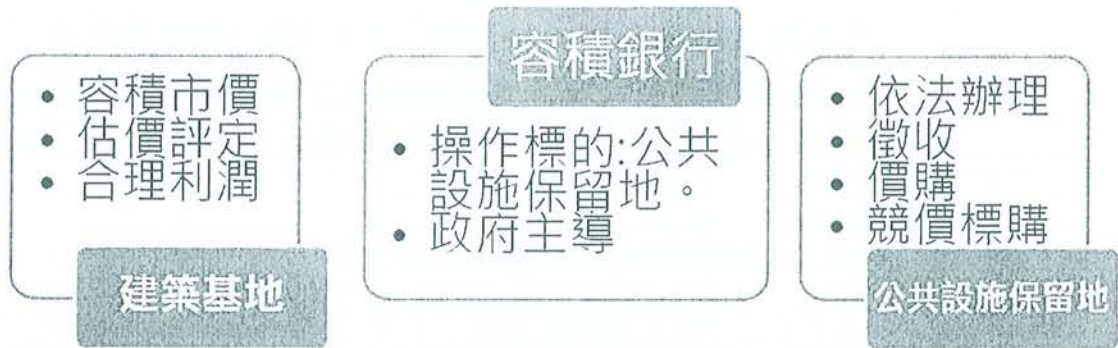 • 容積市價
• 估價評定
• 合理利潤
建築基地
容積銀行
• 操作標的:公共
設施保留地。
• 政府主導
• 依法辦理
• 徵收
• 價購
• 競價標購
公共設施保留地